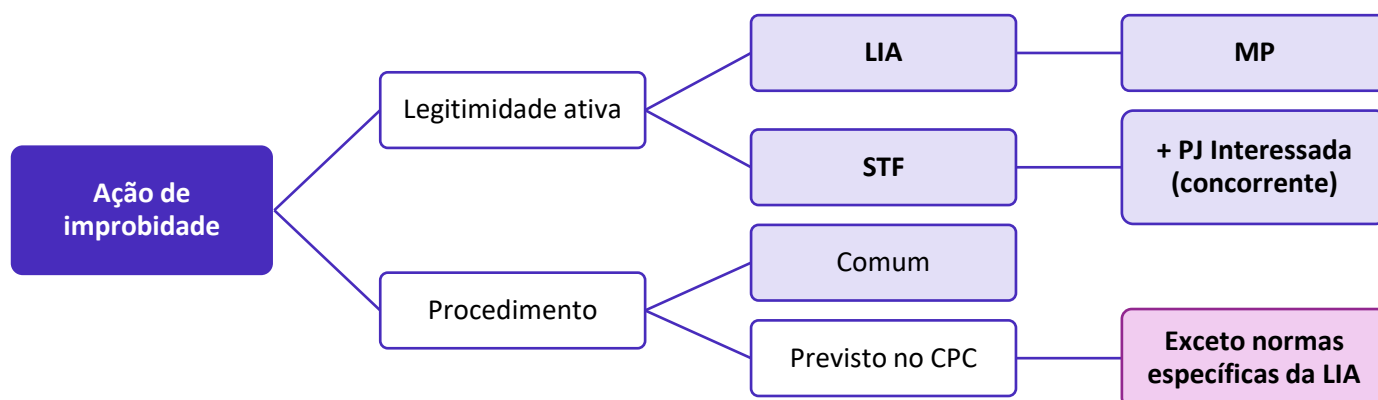 Ação de
improbidade
Legitimidade ativa
LIA
MP
STF
+ PJ Interessada
(concorrente)
Procedimento
Comum
Previsto no CPC
Exceto normas
específicas da LIA